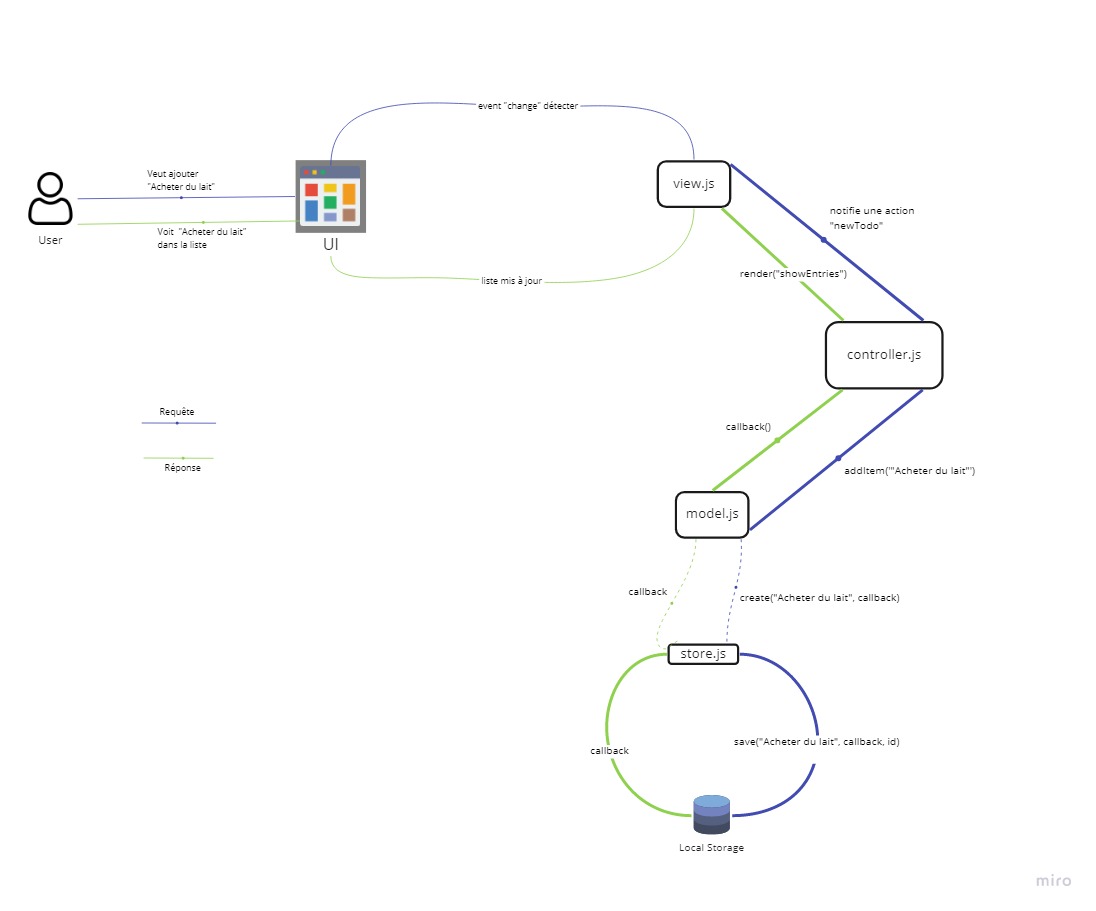 event "change" détecter
Veut ajouter
"Acheter du lait"
User
Voit "Acheter du lait"
dans la liste
UI
view.js
notifie une action
"newTodo"
liste mis à jour
render("showEntries")
controller.js
Requête
Réponse
callback()
addItem('"Acheter du lait"')
model.js
callback
create("Acheter du lait", callback)
store.js
save("Acheter du lait", callback, id)
callback
Local Storage
miro